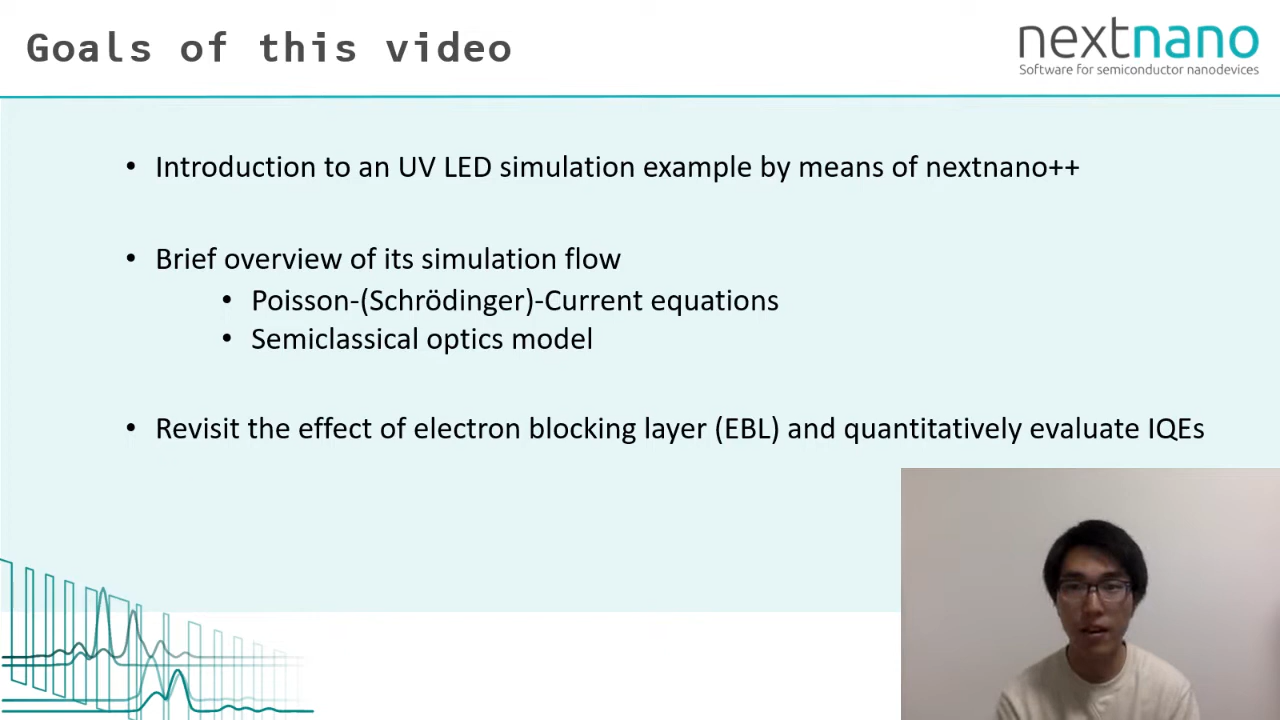 Goals of this video
nextnano
Software for semiconductor nanodevices
• Introduction to an UV LED simulation example by means of nextnano++
• Brief overview of its simulation flow
• Poisson-(Schrödinger)-Current equations
• Semiclassical optics model
• Revisit the effect of electron blocking layer (EBL) and quantitatively evaluate IQEs